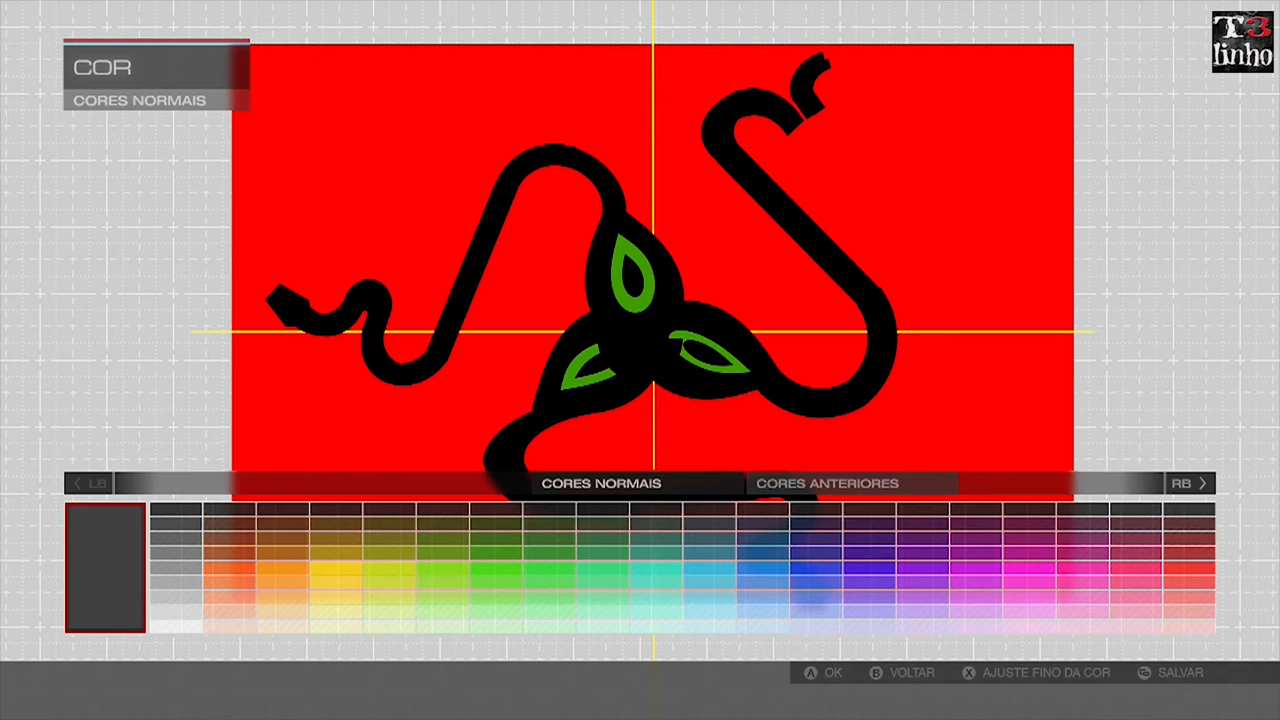 T3
linho
COR
CORES NORMAIS
LB
CORES NORMAIS
CORES ANTERIORES
RB
A OK
B VOLTAR
X AJUSTE FINO DA COR
SALVAR